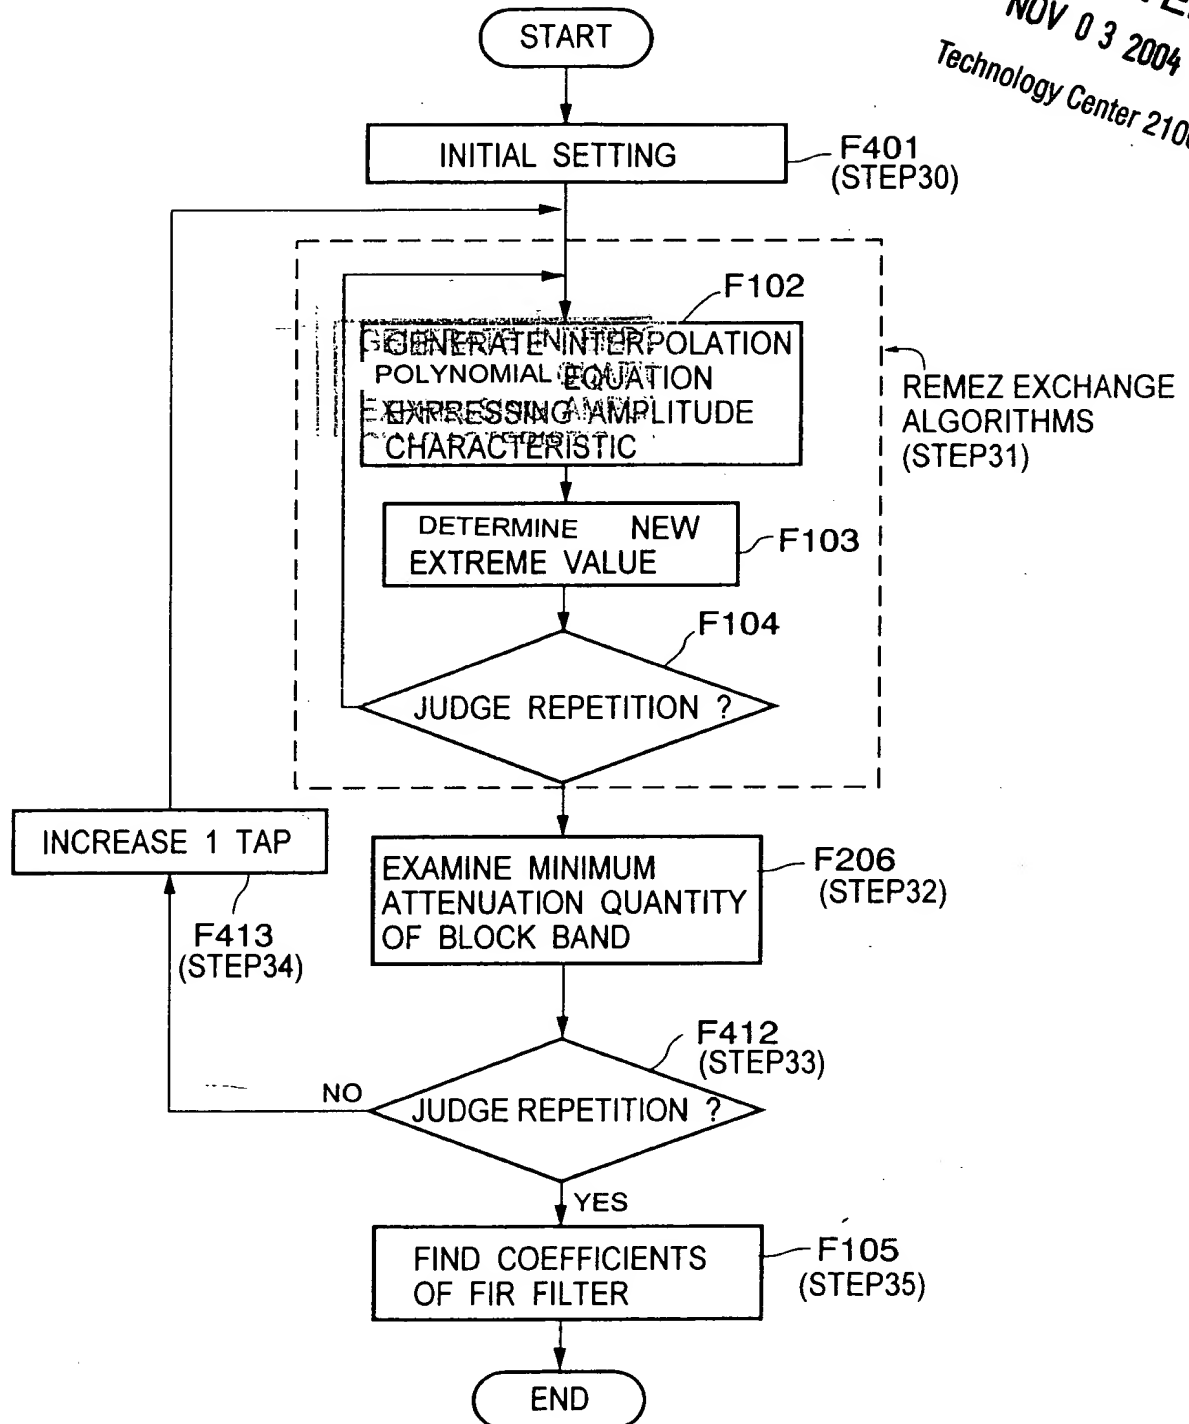 START
NOV 03 2004
Technology Center
INITIAL SETTING
F401
(STEP30)
F102
GENERATE INTERPOLATION
POLYNOMIAL EQUATION
EXPRESSING AMPLITUDE
CHARACTERISTIC
REMEZ EXCHANGE
ALGORITHMS
(STEP31)
DETERMINE NEW
EXTREME VALUE
F103
F104
JUDGE REPETITION ?
INCREASE 1 TAP
F413
(STEP34)
EXAMINE MINIMUM
ATTENUATION QUANTITY
OF BLOCK BAND
F206
(STEP32)
F412
(STEP33)
NO
JUDGE REPETITION ?
YES
FIND COEFFICIENTS
OF FIR FILTER
F105
(STEP35)
END